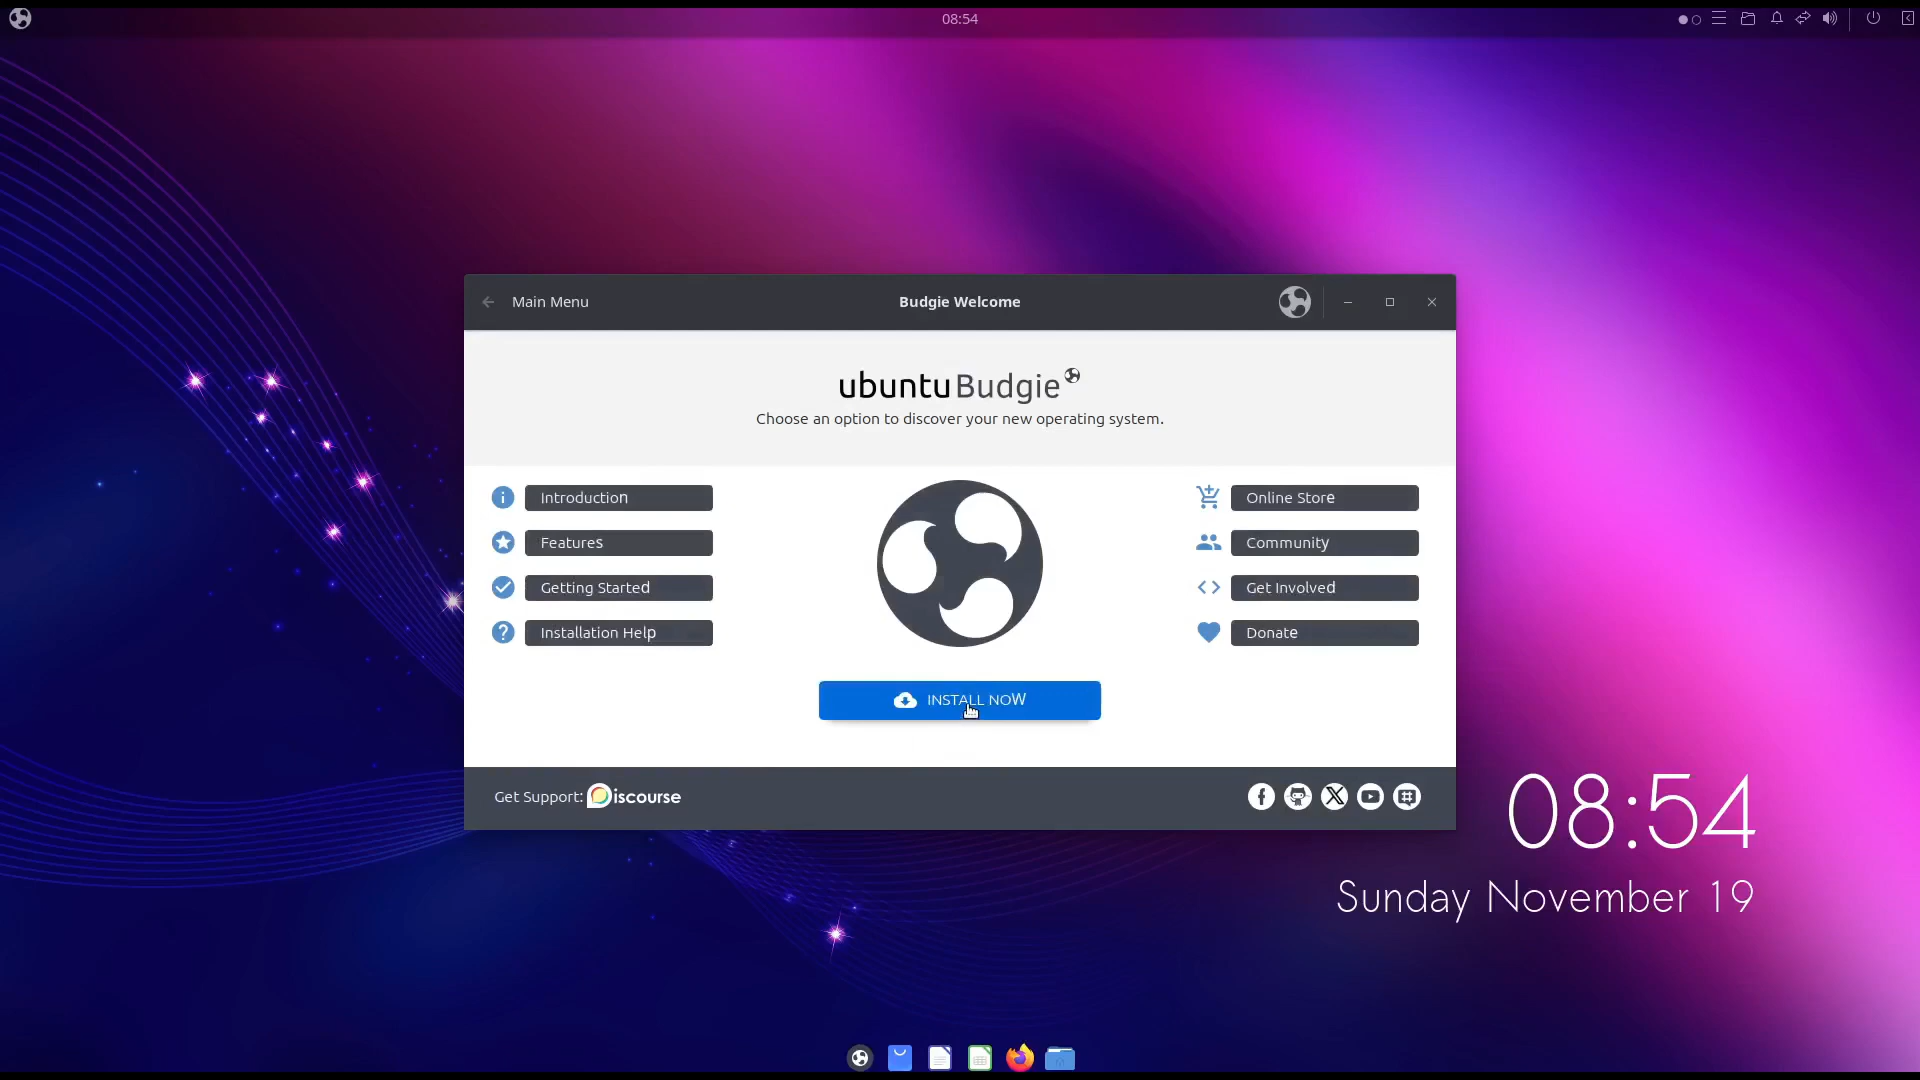 08:54
Main Menu
Budgie Welcome
ubuntu Budgie
Choose an option to discover your new operating system.
Introduction
Features
Getting Started
Installation Help
Online Store
Community
Get Involved
Donate
INSTALL NOW
Get Support: Discourse
08:54
Sunday November 19